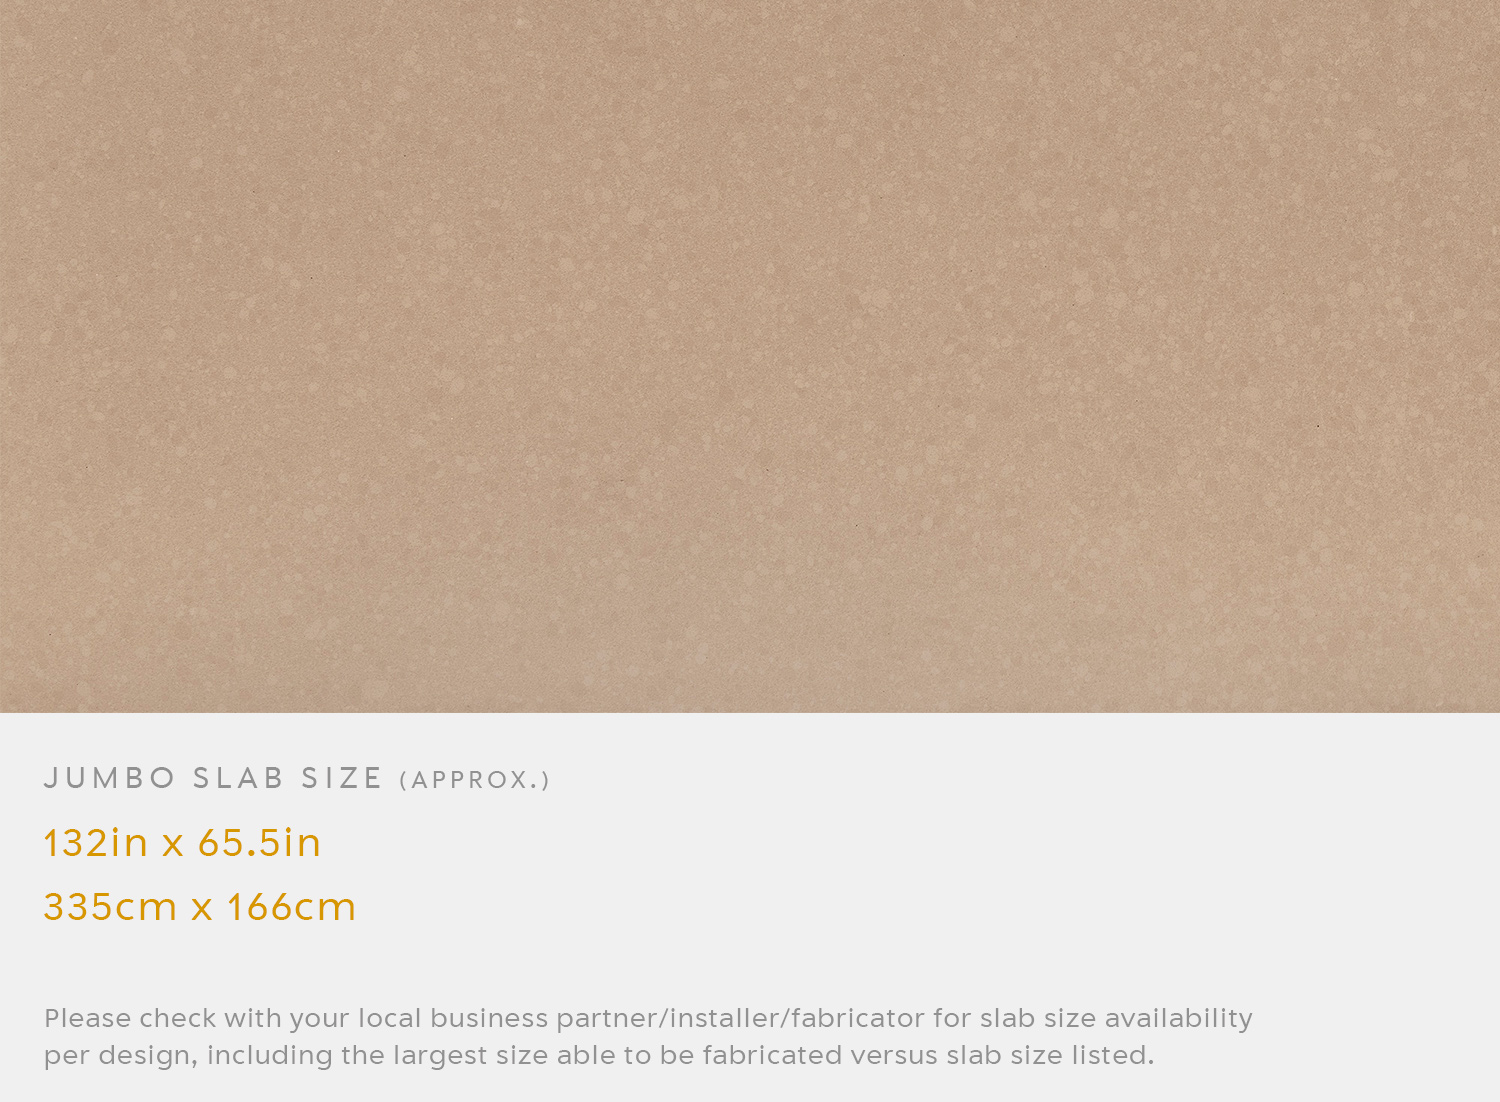 JUMBO SLAB SIZE (APPROX.)
132in x 65.5in
335cm x 166cm
Please check with your local business partner/installer/fabricator for slab size availability
per design, including the largest size able to be fabricated versus slab size listed.